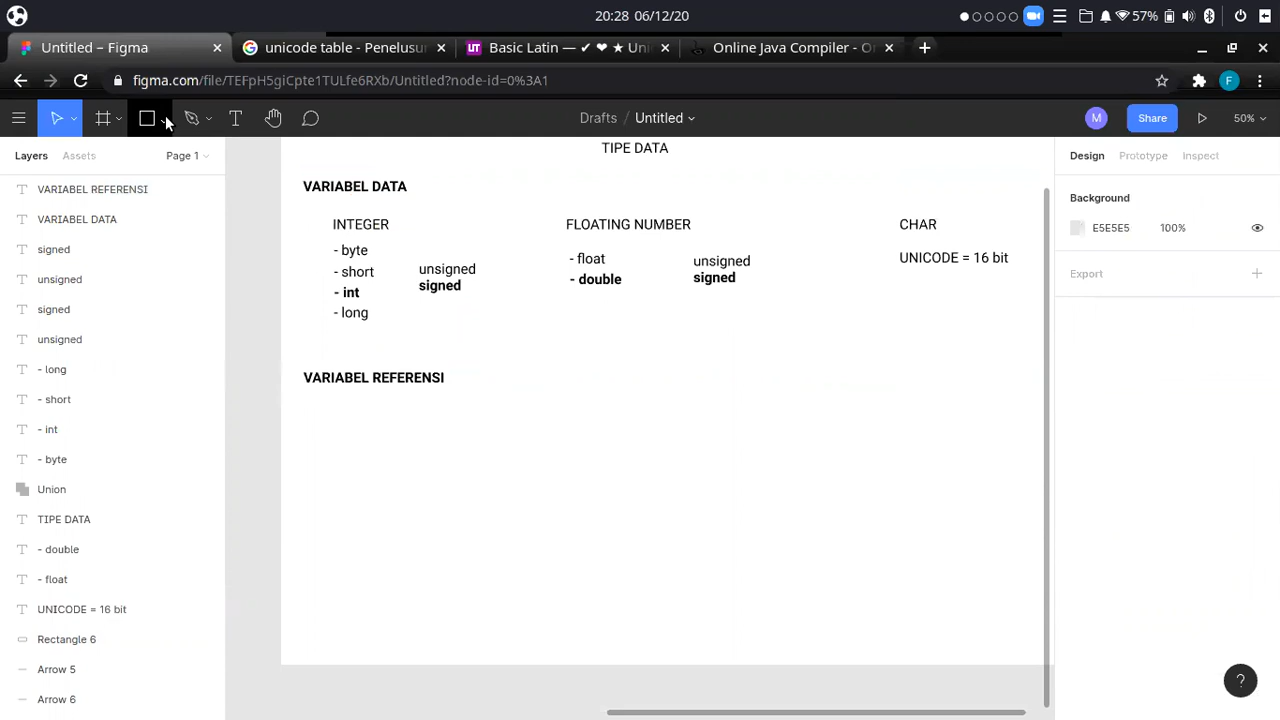 20:28 06/12/20
57%
Untitled – Figma
unicode table - Penelusur
Basic Latin — ✔ ❤ ★ Uni
Online Java Compiler - On
figma.com/file/TEFpH5giCpte1TULfe6RXb/Untitled?node-id=0%3A1
F
Drafts / Untitled
M
Share
50%
Layers
Assets
Page 1
VARIABEL REFERENSI
VARIABEL DATA
signed
unsigned
signed
unsigned
- long
- short
- int
- byte
Union
TIPE DATA
- double
- float
UNICODE = 16 bit
Rectangle 6
Arrow 5
Arrow 6
TIPE DATA
VARIABEL DATA
INTEGER
- byte
- short
- int
- long
unsigned
signed
FLOATING NUMBER
- float
- double
unsigned
signed
CHAR
UNICODE = 16 bit
VARIABEL REFERENSI
Design
Prototype
Inspect
Background
E5E5E5
100%
Export
?